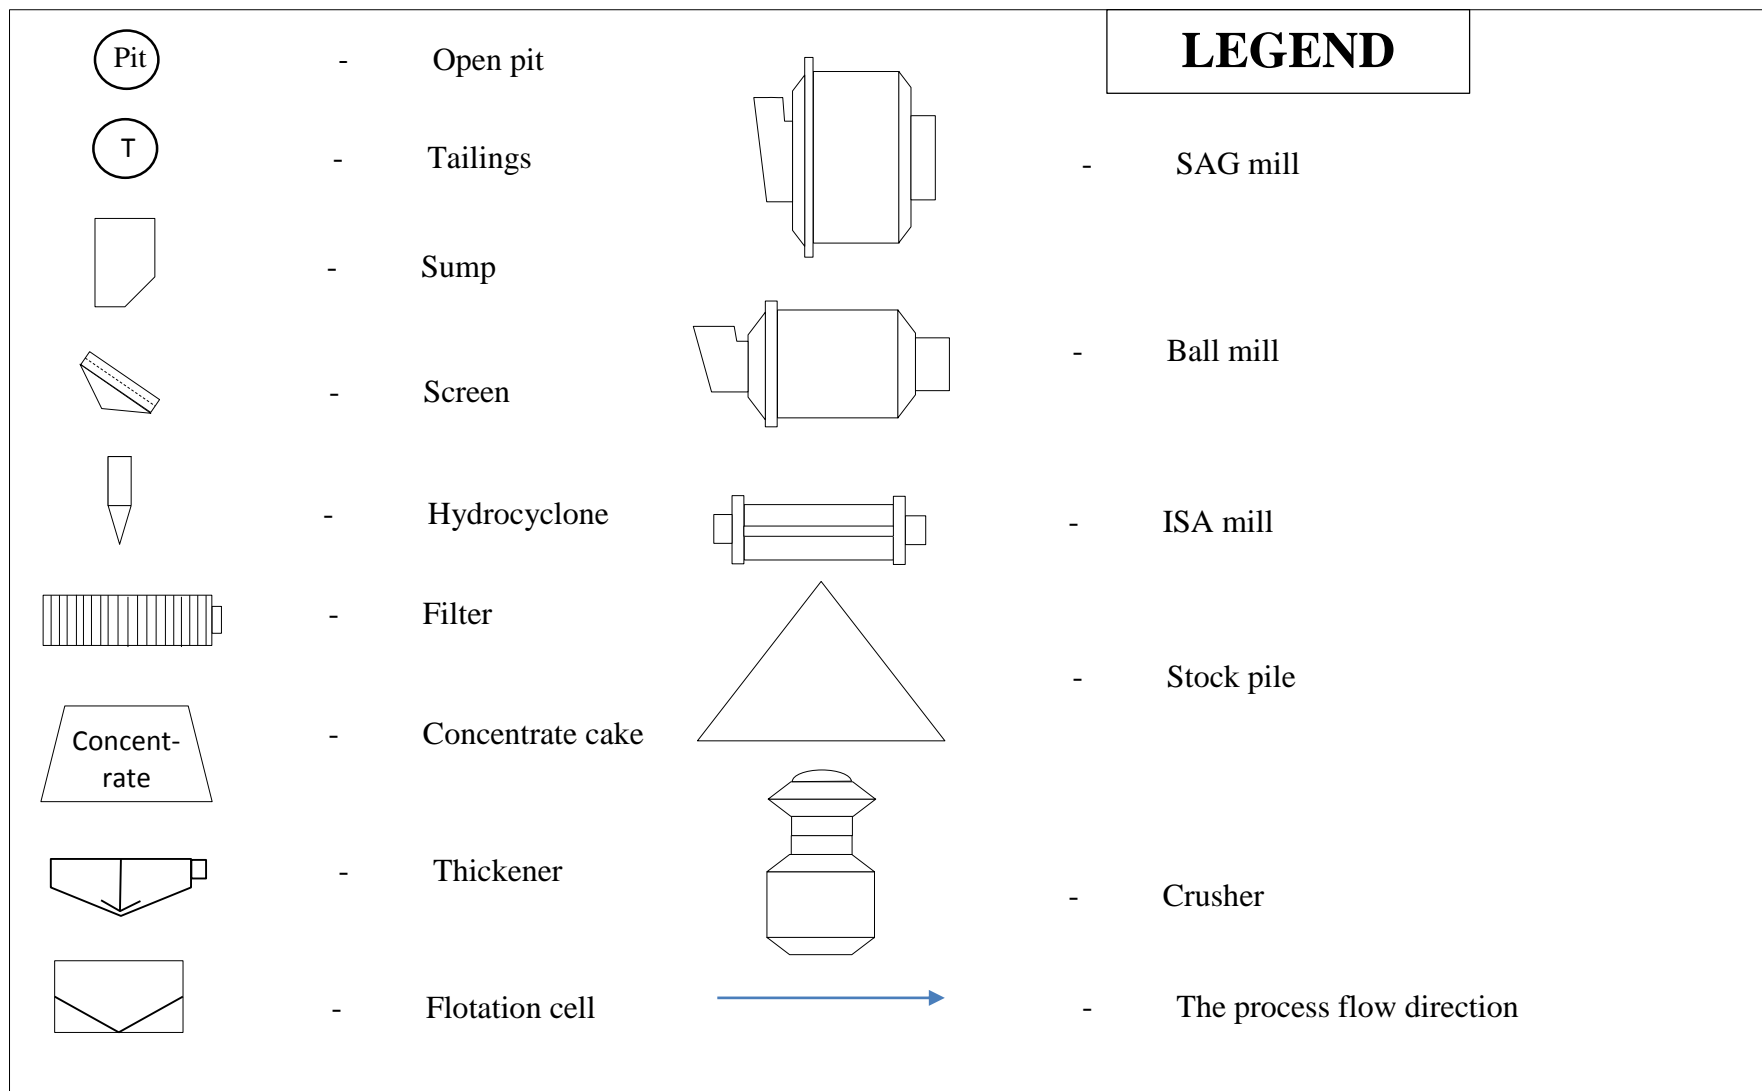 LEGEND
Pit - Open pit
T - Tailings
- Sump
- Screen
- Hydrocyclone
- Filter
Concent-
rate
- Concentrate cake
- Thickener
- Flotation cell
- SAG mill
- Ball mill
- ISA mill
- Stock pile
- Crusher
- The process flow direction